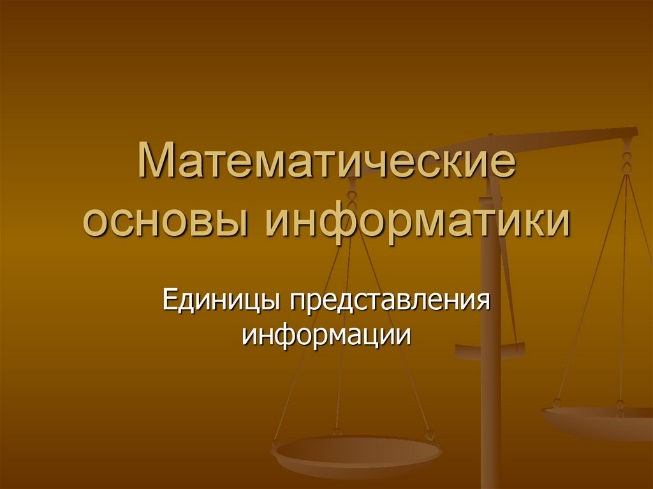 Математические
основы информатики
Единицы представления
информации